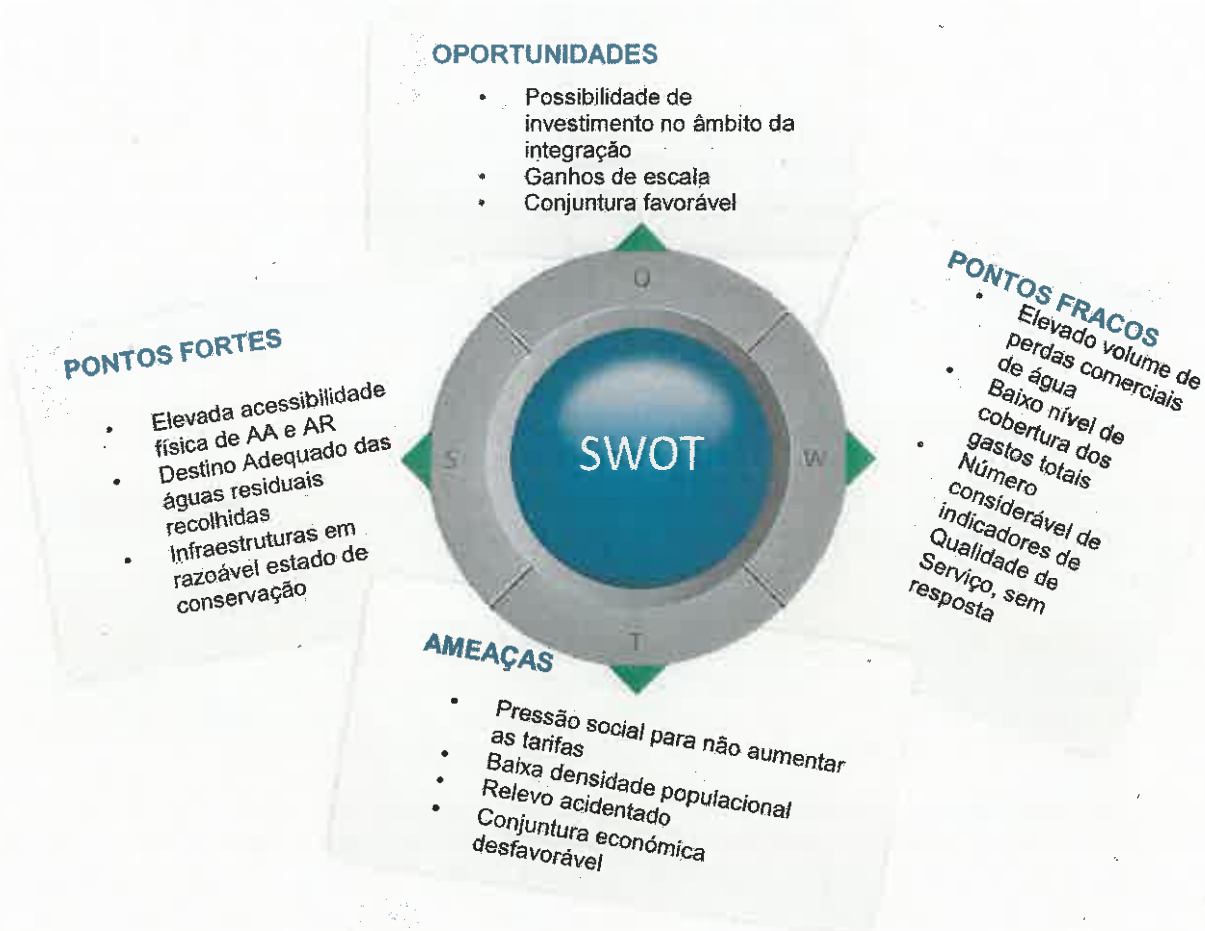 OPORTUNIDADES
• Possibilidade de
investimento no âmbito da
integração
• Ganhos de escala
• Conjuntura favorável
PONTOS FORTES
• Elevada acessibilidade
física de AA e AR
• Destino Adequado das
águas residuais
recolhidas
• Infraestruturas em
razoável estado de
conservação
O
S
SWOT
W
T
PONTOS FRACOS
• Elevado volume de
perdas comerciais
de água
• Baixo nível de
cobertura dos
gastos totais
• Número
considerável de
indicadores de
Qualidade de
Serviço, sem
resposta
AMEAÇAS
• Pressão social para não aumentar
as tarifas
• Baixa densidade populacional
• Relevo acidentado
• Conjuntura económica
desfavorável